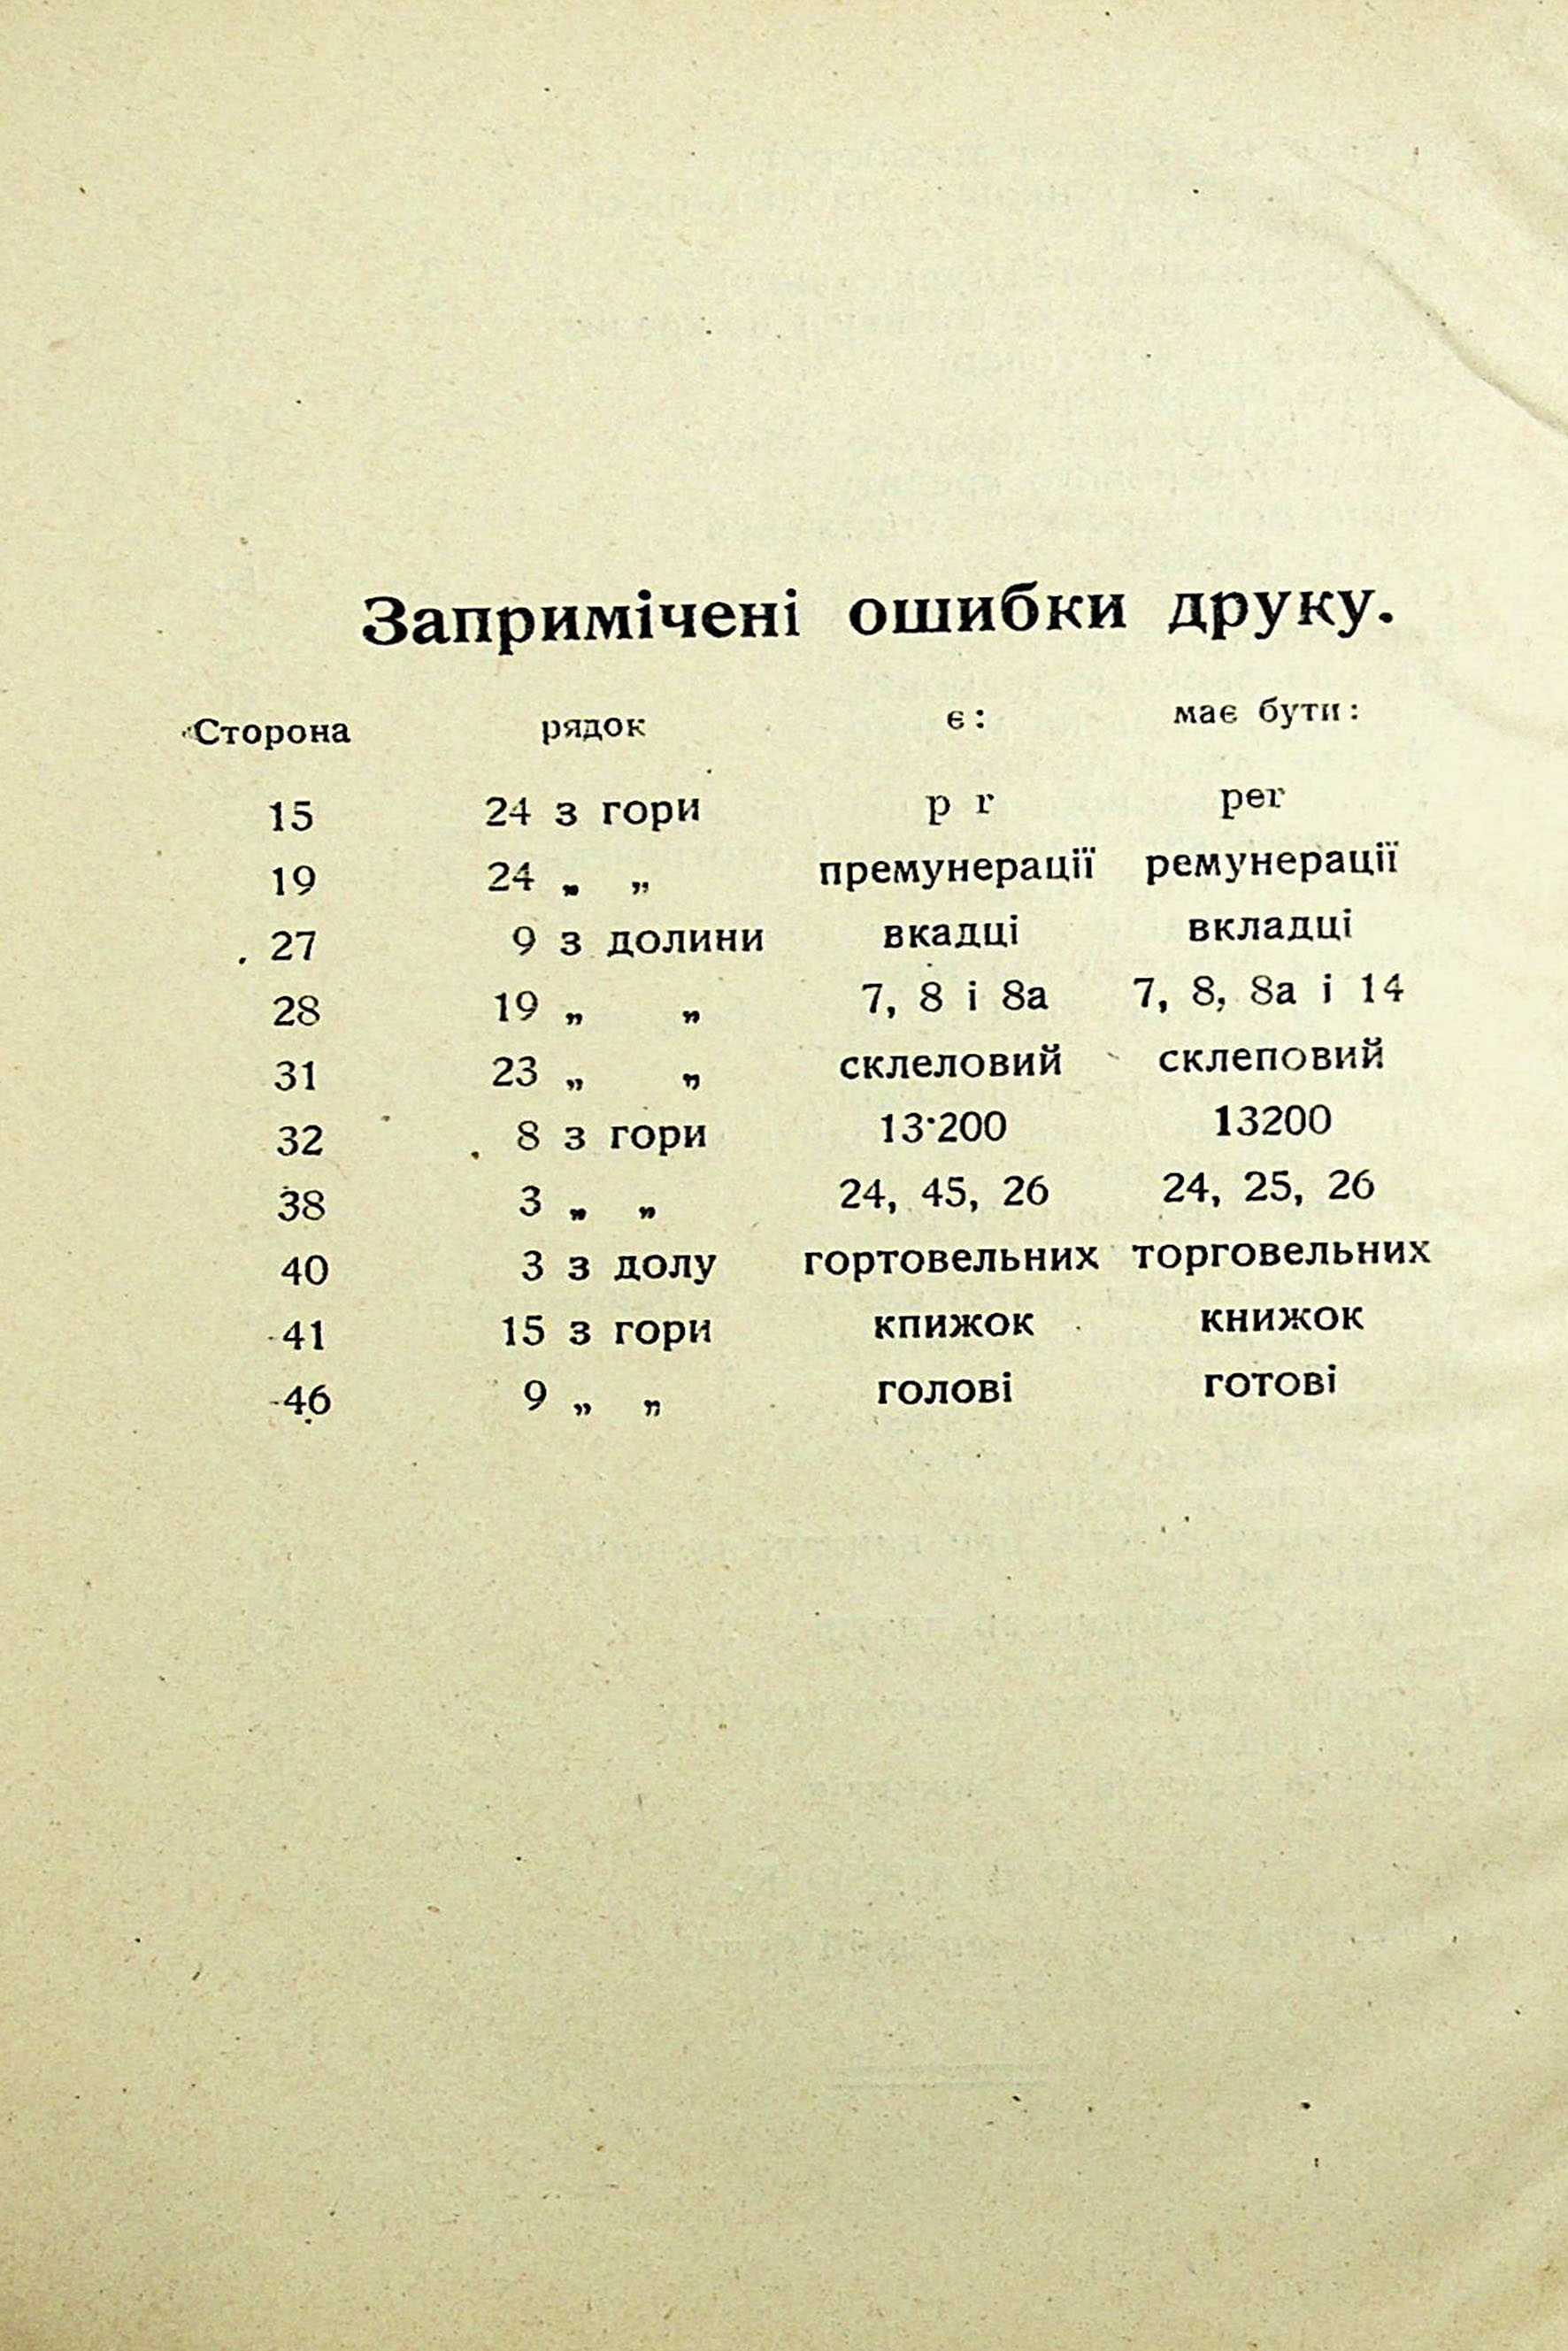 Запримічені ошибки друку.
Сторона рядок є: має бути:
15 24 з гори p r per
19 24 „ „ премунерації ремунерації
27 9 з долини вкадці вкладці
28 19 „ „ 7, 8 і 8а 7, 8, 8а і 14
31 23 „ „ склеловий склеповий
32 8 з гори 13·200 13200
38 3 „ „ 24, 45, 26 24, 25, 26
40 3 з долу гортовельних торговельних
41 15 з гори кпижок книжок
46 9 „ „ голові готові